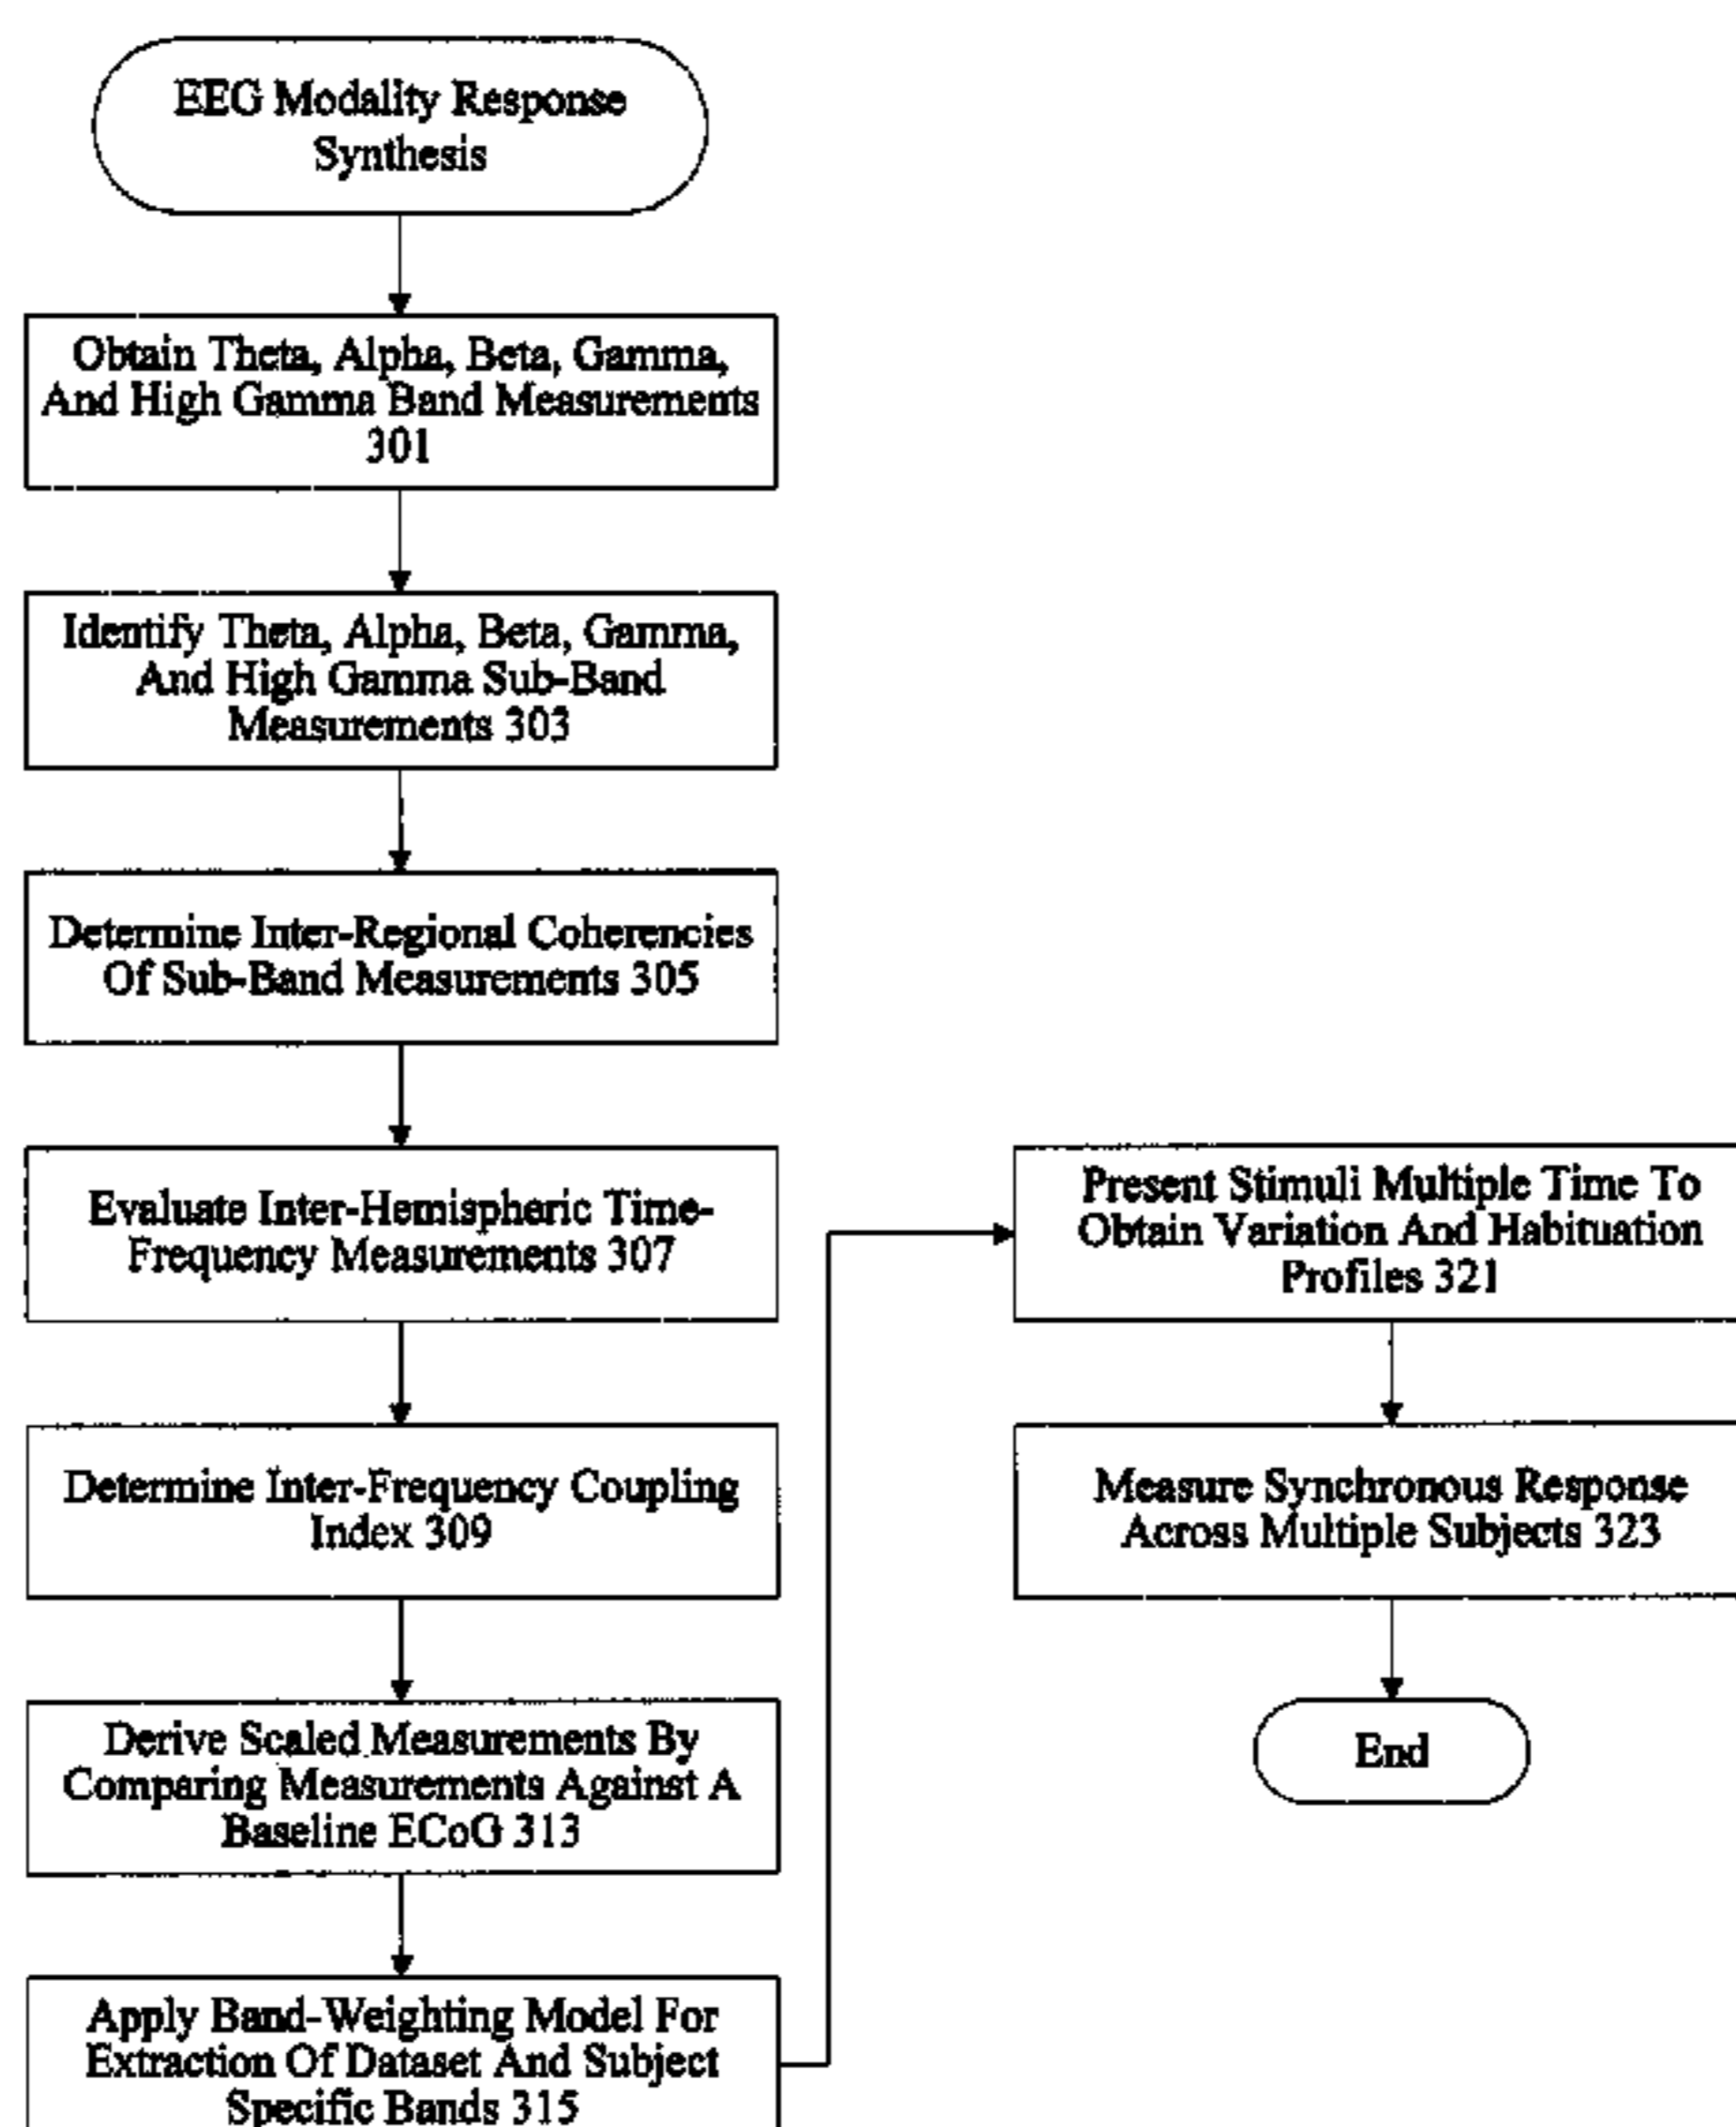 EEG Modality Response
Synthesis
Obtain Theta, Alpha, Beta, Gamma,
And High Gamma Band Measurements
301
Identify Theta, Alpha, Beta, Gamma,
And High Gamma Sub-Band
Measurements 303
Determine Inter-Regional Coherencies
Of Sub-Band Measurements 305
Evaluate Inter-Hemispheric Time-
Frequency Measurements 307
Determine Inter-Frequency Coupling
Index 309
Derive Scaled Measurements By
Comparing Measurements Against A
Baseline ECoG 313
Apply Band-Weighting Model For
Extraction Of Dataset And Subject
Specific Bands 315
Present Stimuli Multiple Time To
Obtain Variation And Habituation
Profiles 321
Measure Synchronous Response
Across Multiple Subjects 323
End